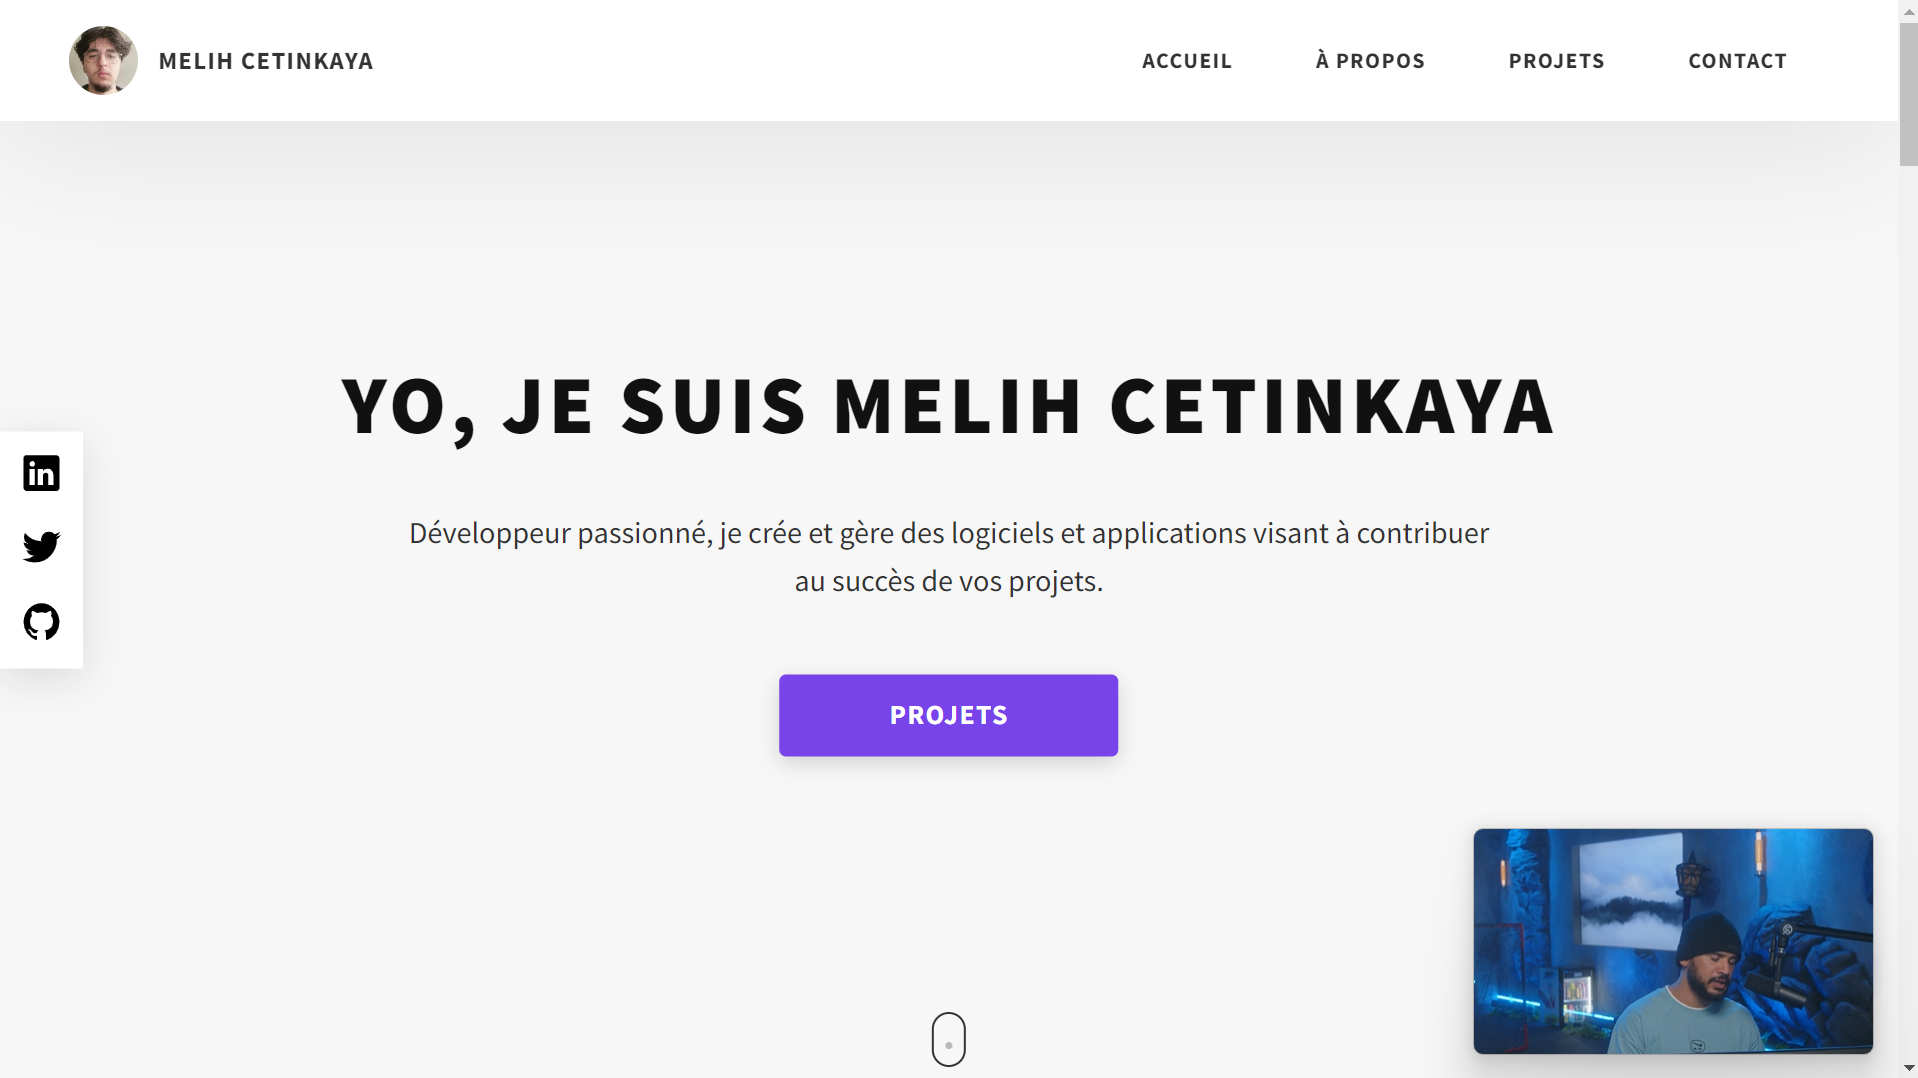 MELIH CETINKAYA
ACCUEIL
À PROPOS
PROJETS
CONTACT
YO, JE SUIS MELIH CETINKAYA
Développeur passionné, je crée et gère des logiciels et applications visant à contribuer
au succès de vos projets.
PROJETS
in